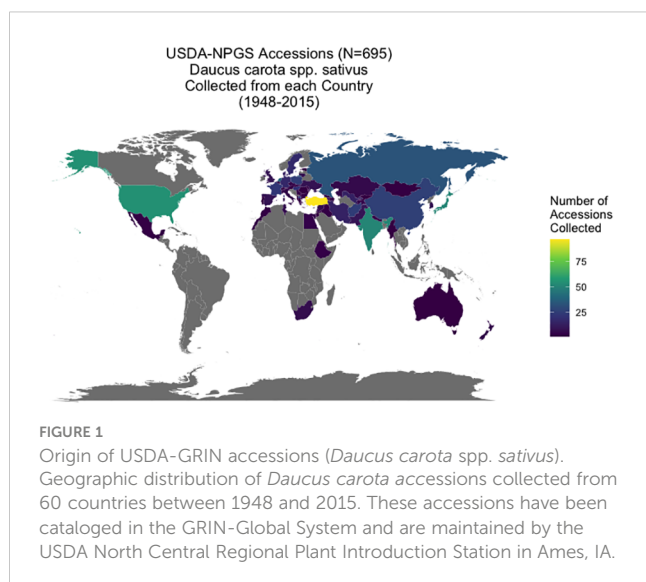 USDA-NPGS Accessions (N=695)
Daucus carota spp. sativus
Collected from each Country
(1948-2015)
Number of
Accessions
Collected
75
50
25
FIGURE 1
Origin of USDA-GRIN accessions (Daucus carota spp. sativus).
Geographic distribution of Daucus carota accessions collected from
60 countries between 1948 and 2015. These accessions have been
cataloged in the GRIN-Global System and are maintained by the
USDA North Central Regional Plant Introduction Station in Ames, IA.